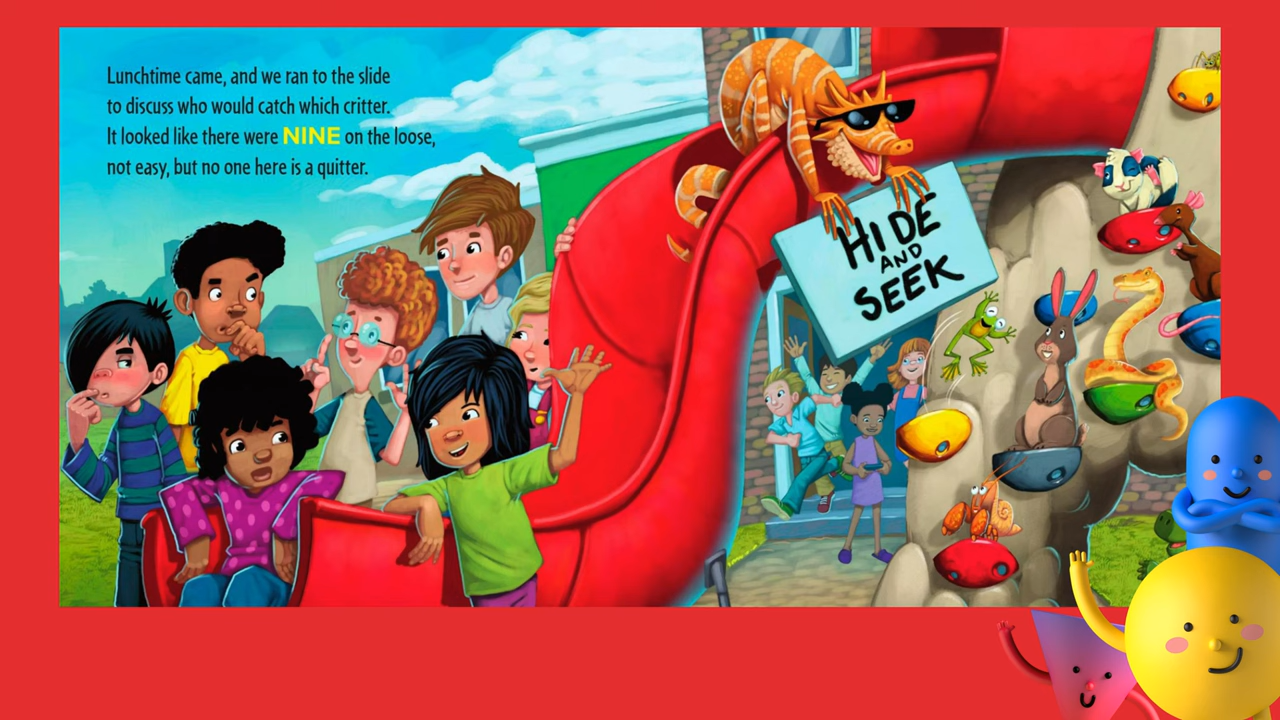 Lunchtime came, and we ran to the slide
to discuss who would catch which critter.
It looked like there were NINE on the loose,
not easy, but no one here is a quitter.
HIDE
AND
SEEK